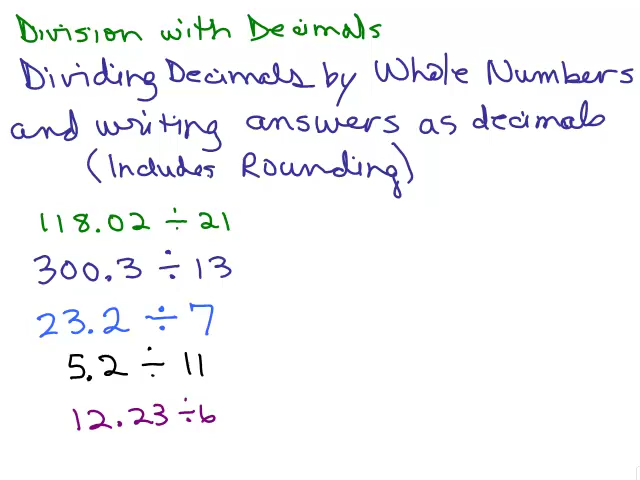 Division with Decimals
Dividing Decimals by Whole Numbers
and writing answers as decimals
(Includes Rounding)
118.02 ÷ 21
300.3 ÷ 13
23.2 ÷ 7
5.2 ÷ 11
12.23 ÷ 6